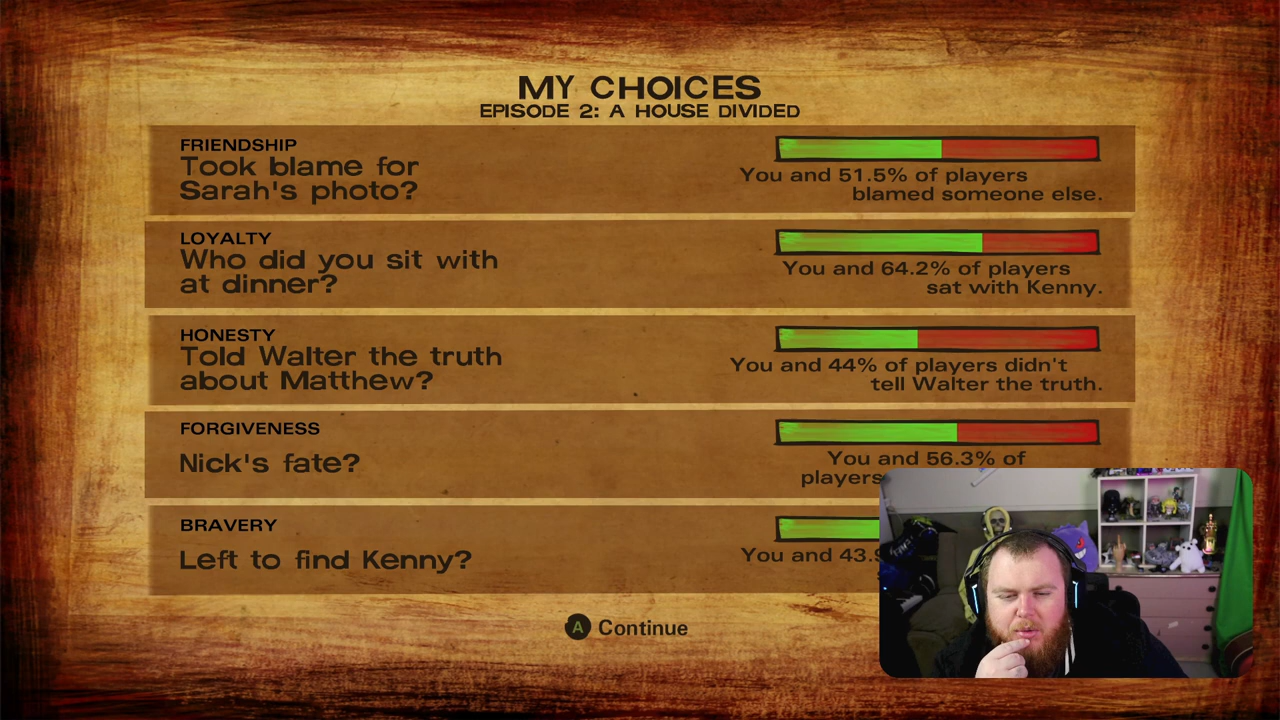 MY CHOICES
EPISODE 2: A HOUSE DIVIDED
FRIENDSHIP
Took blame for
Sarah's photo?
You and 51.5% of players
blamed someone else.
LOYALTY
Who did you sit with
at dinner?
You and 64.2% of players
sat with Kenny.
HONESTY
Told Walter the truth
about Matthew?
You and 44% of players didn't
tell Walter the truth.
FORGIVENESS
Nick's fate?
You and 56.3% of
players
BRAVERY
Left to find Kenny?
You and 43.9
A Continue